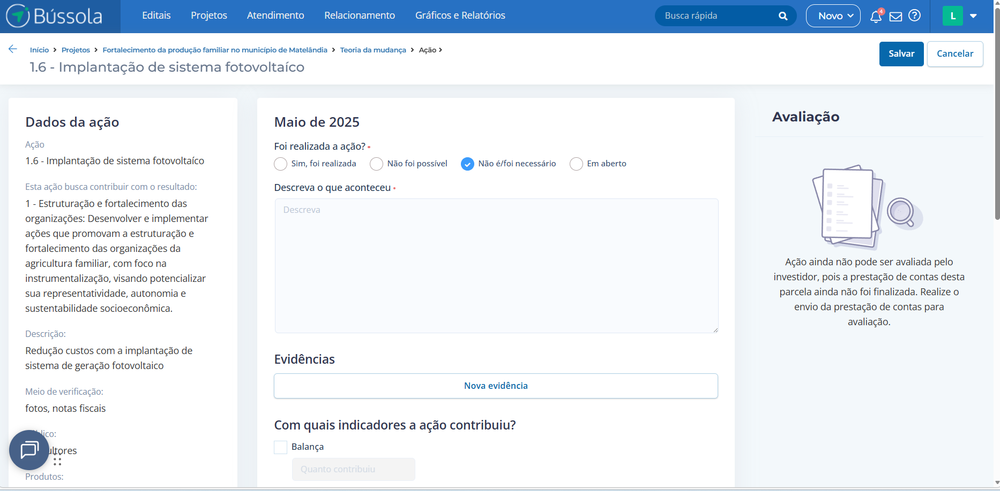 Bússola
Editais
Projetos
Atendimento
Relacionamento
Gráficos e Relatórios
Busca rápida
Novo
4
L
Início
Projetos
Fortalecimento da produção familiar no município de Matelândia
Teoria da mudança
Ação
1.6 - Implantação de sistema fotovoltaíco
Salvar
Cancelar
Dados da ação
Ação
1.6 - Implantação de sistema fotovoltaíco
Esta ação busca contribuir com o resultado:
1 - Estruturação e fortalecimento das
organizações: Desenvolver e implementar
ações que promovam a estruturação e
fortalecimento das organizações da
agricultura familiar, com foco na
instrumentalização, visando potencializar
sua representatividade, autonomia e
sustentabilidade socioeconômica.
Descrição:
Redução custos com a implantação de
sistema de geração fotovoltaico
Meio de verificação:
fotos, notas fiscais
Produtos:
Maio de 2025
Foi realizada a ação?
Sim, foi realizada
Não foi possível
Não é/foi necessário
Em aberto
Descreva o que aconteceu
Descreva
Evidências
Nova evidência
Com quais indicadores a ação contribuiu?
Balança
Quanto contribuiu
Avaliação
Ação ainda não pode ser avaliada pelo
investidor, pois a prestação de contas desta
parcela ainda não foi finalizada. Realize o
envio da prestação de contas para
avaliação.